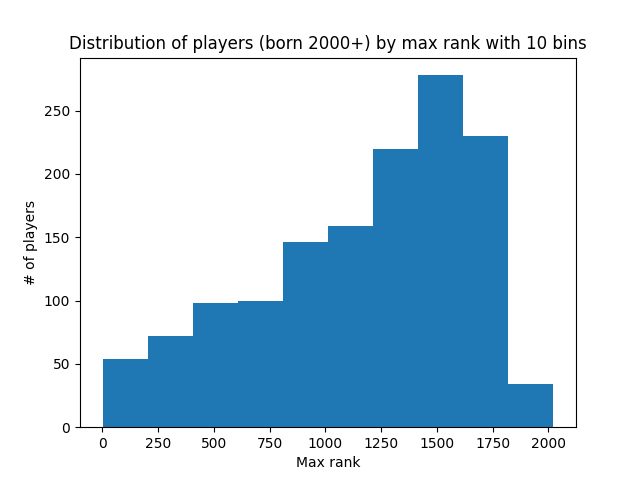 Distribution of players (born 2000+) by max rank with 10 bins
# of players
250
200
150
100
50
0
0 250 500 750 1000 1250 1500 1750 2000
Max rank